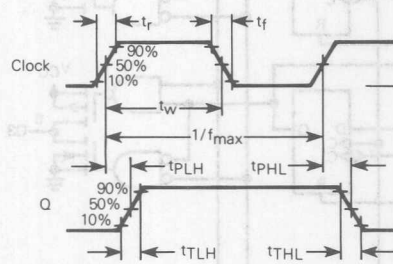 tr tf
90%
Clock 50%
10%
tw
1/fmax
tPLH tPHL
90%
Q 50%
10%
tTLH tTHL